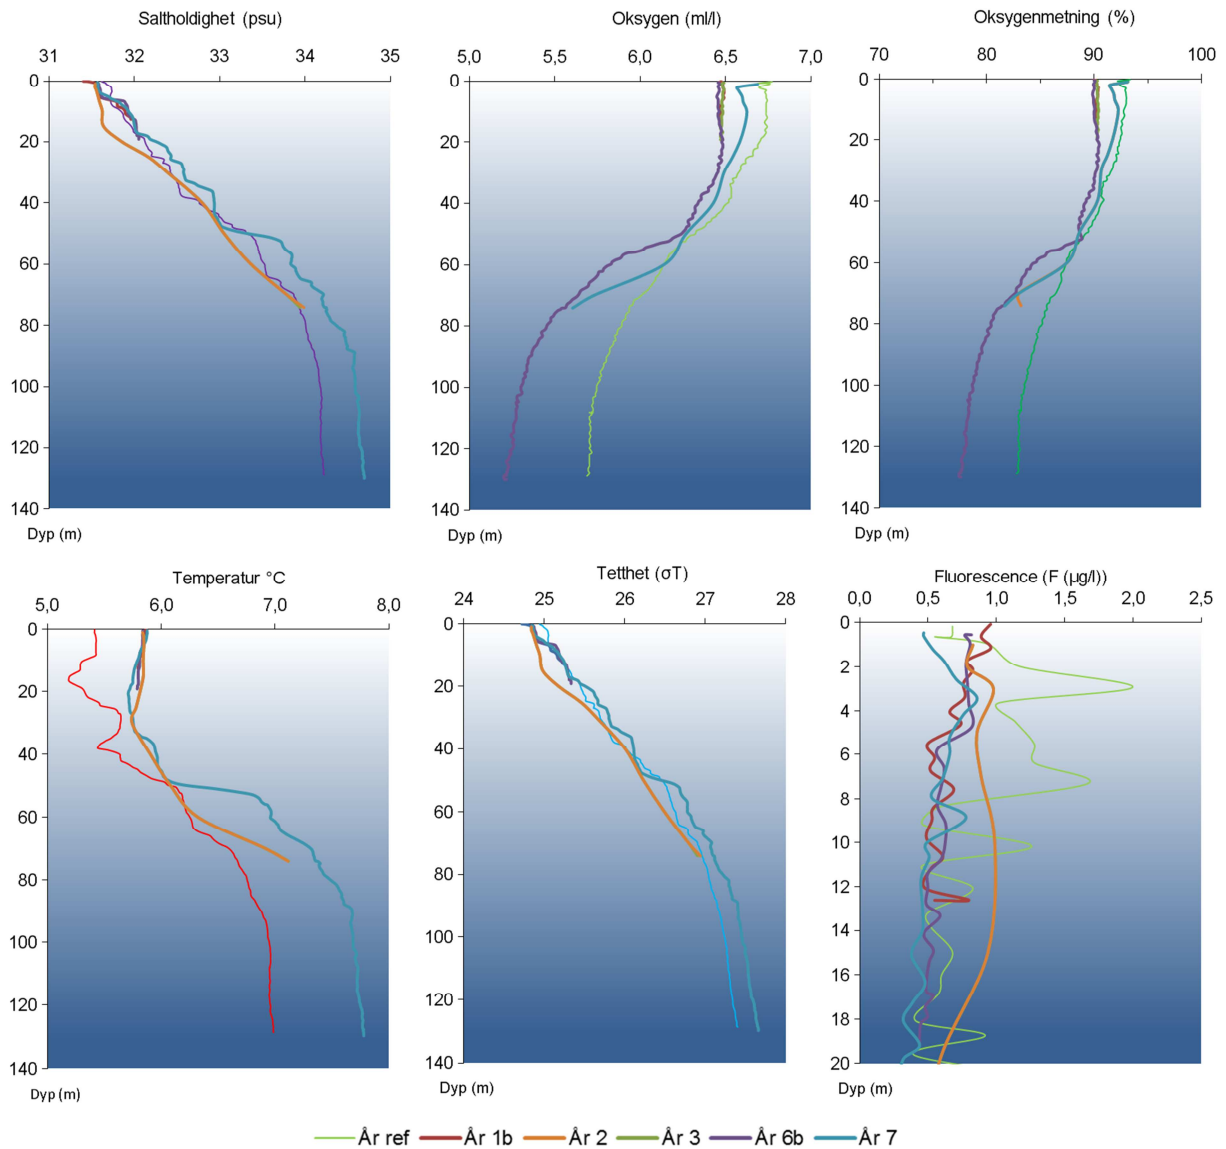 Saltholdighet (psu)
31 32 33 34 35
0
20
40
60
80
100
120
140
Dyp (m)
Oksygen (ml/l)
5,0 5,5 6,0 6,5 7,0
0
20
40
60
80
100
120
140
Dyp (m)
Oksygenmetning (%)
70 80 90 100
0
20
40
60
80
100
120
140
Dyp (m)
Temperatur °C
5,0 6,0 7,0 8,0
0
20
40
60
80
100
120
140
Dyp (m)
Tetthet (σT)
24 25 26 27 28
0
20
40
60
80
100
120
140
Dyp (m)
Fluorescence (F (µg/l))
0,0 0,5 1,0 1,5 2,0 2,5
0
2
4
6
8
10
12
14
16
18
20
Dyp (m)
År ref År 1b År 2 År 3 År 6b År 7